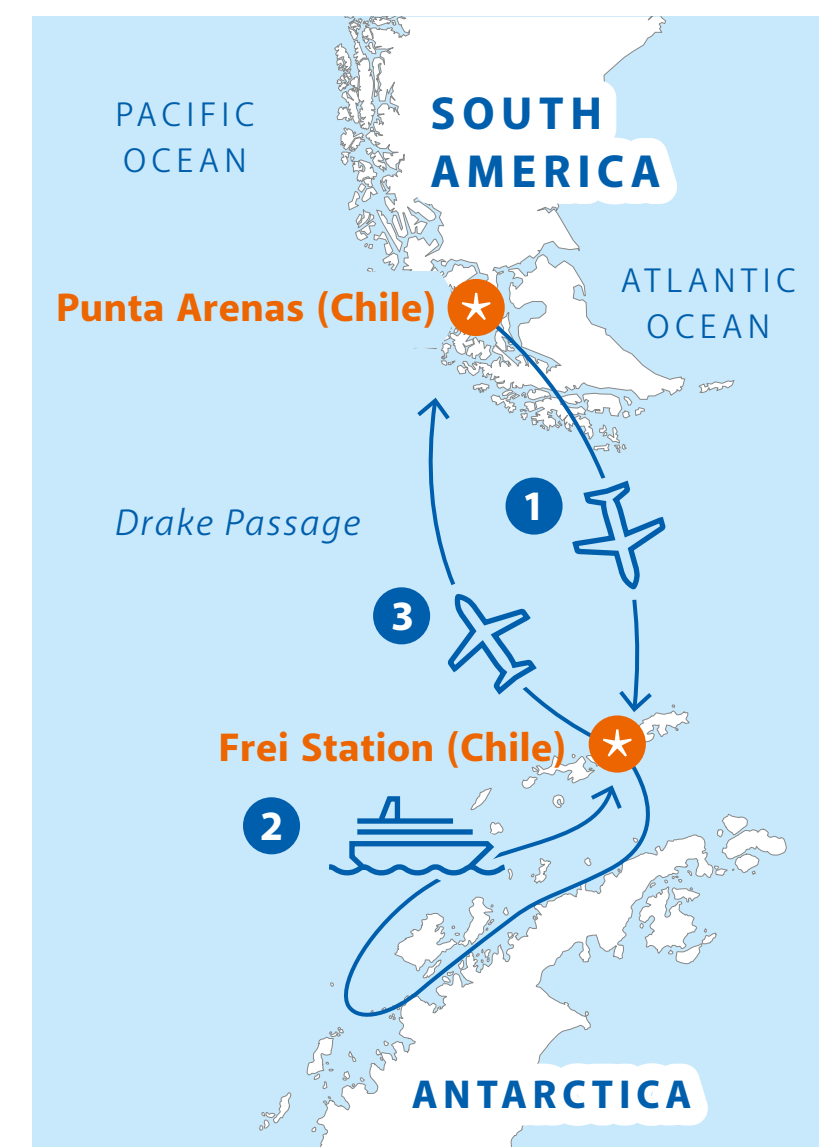 PACIFIC
OCEAN
SOUTH
AMERICA
ATLANTIC
OCEAN
Punta Arenas (Chile)
Drake Passage
1
3
Frei Station (Chile)
2
ANTARCTICA